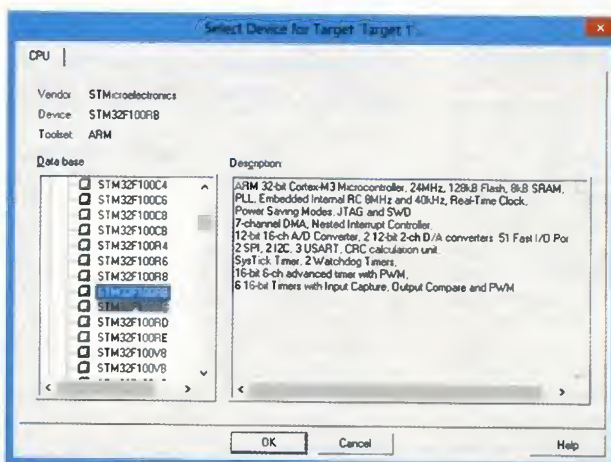 Select Device for Target 'Target 1'
CPU
Vendor: STMicroelectronics
Device: STM32F100RB
Toolset: ARM
Data base
STM32F100C4
STM32F100C6
STM32F100C8
STM32F100CB
STM32F100R4
STM32F100R6
STM32F100R8
STM32F100RB
STM32F100RD
STM32F100RE
STM32F100V8
STM32F100VB
Description:
ARM 32-bit Cortex-M3 Microcontroller, 24MHz, 128kB Flash, 8kB SRAM,
PLL, Embedded Internal RC 8MHz and 40kHz, Real-Time Clock,
Power Saving Modes, JTAG and SWD
7-channel DMA, Nested Interrupt Controller,
12-bit 16-ch A/D Converter, 2 12-bit 2-ch D/A converters 51 Fast I/O Por
2 SPI, 2 I2C, 3 USART, CRC calculation unit,
SysTick Timer, 2 Watchdog Timers,
16-bit 6-ch advanced timer with PWM,
6 16-bit Timers with Input Capture, Output Compare and PWM
OK
Cancel
Help